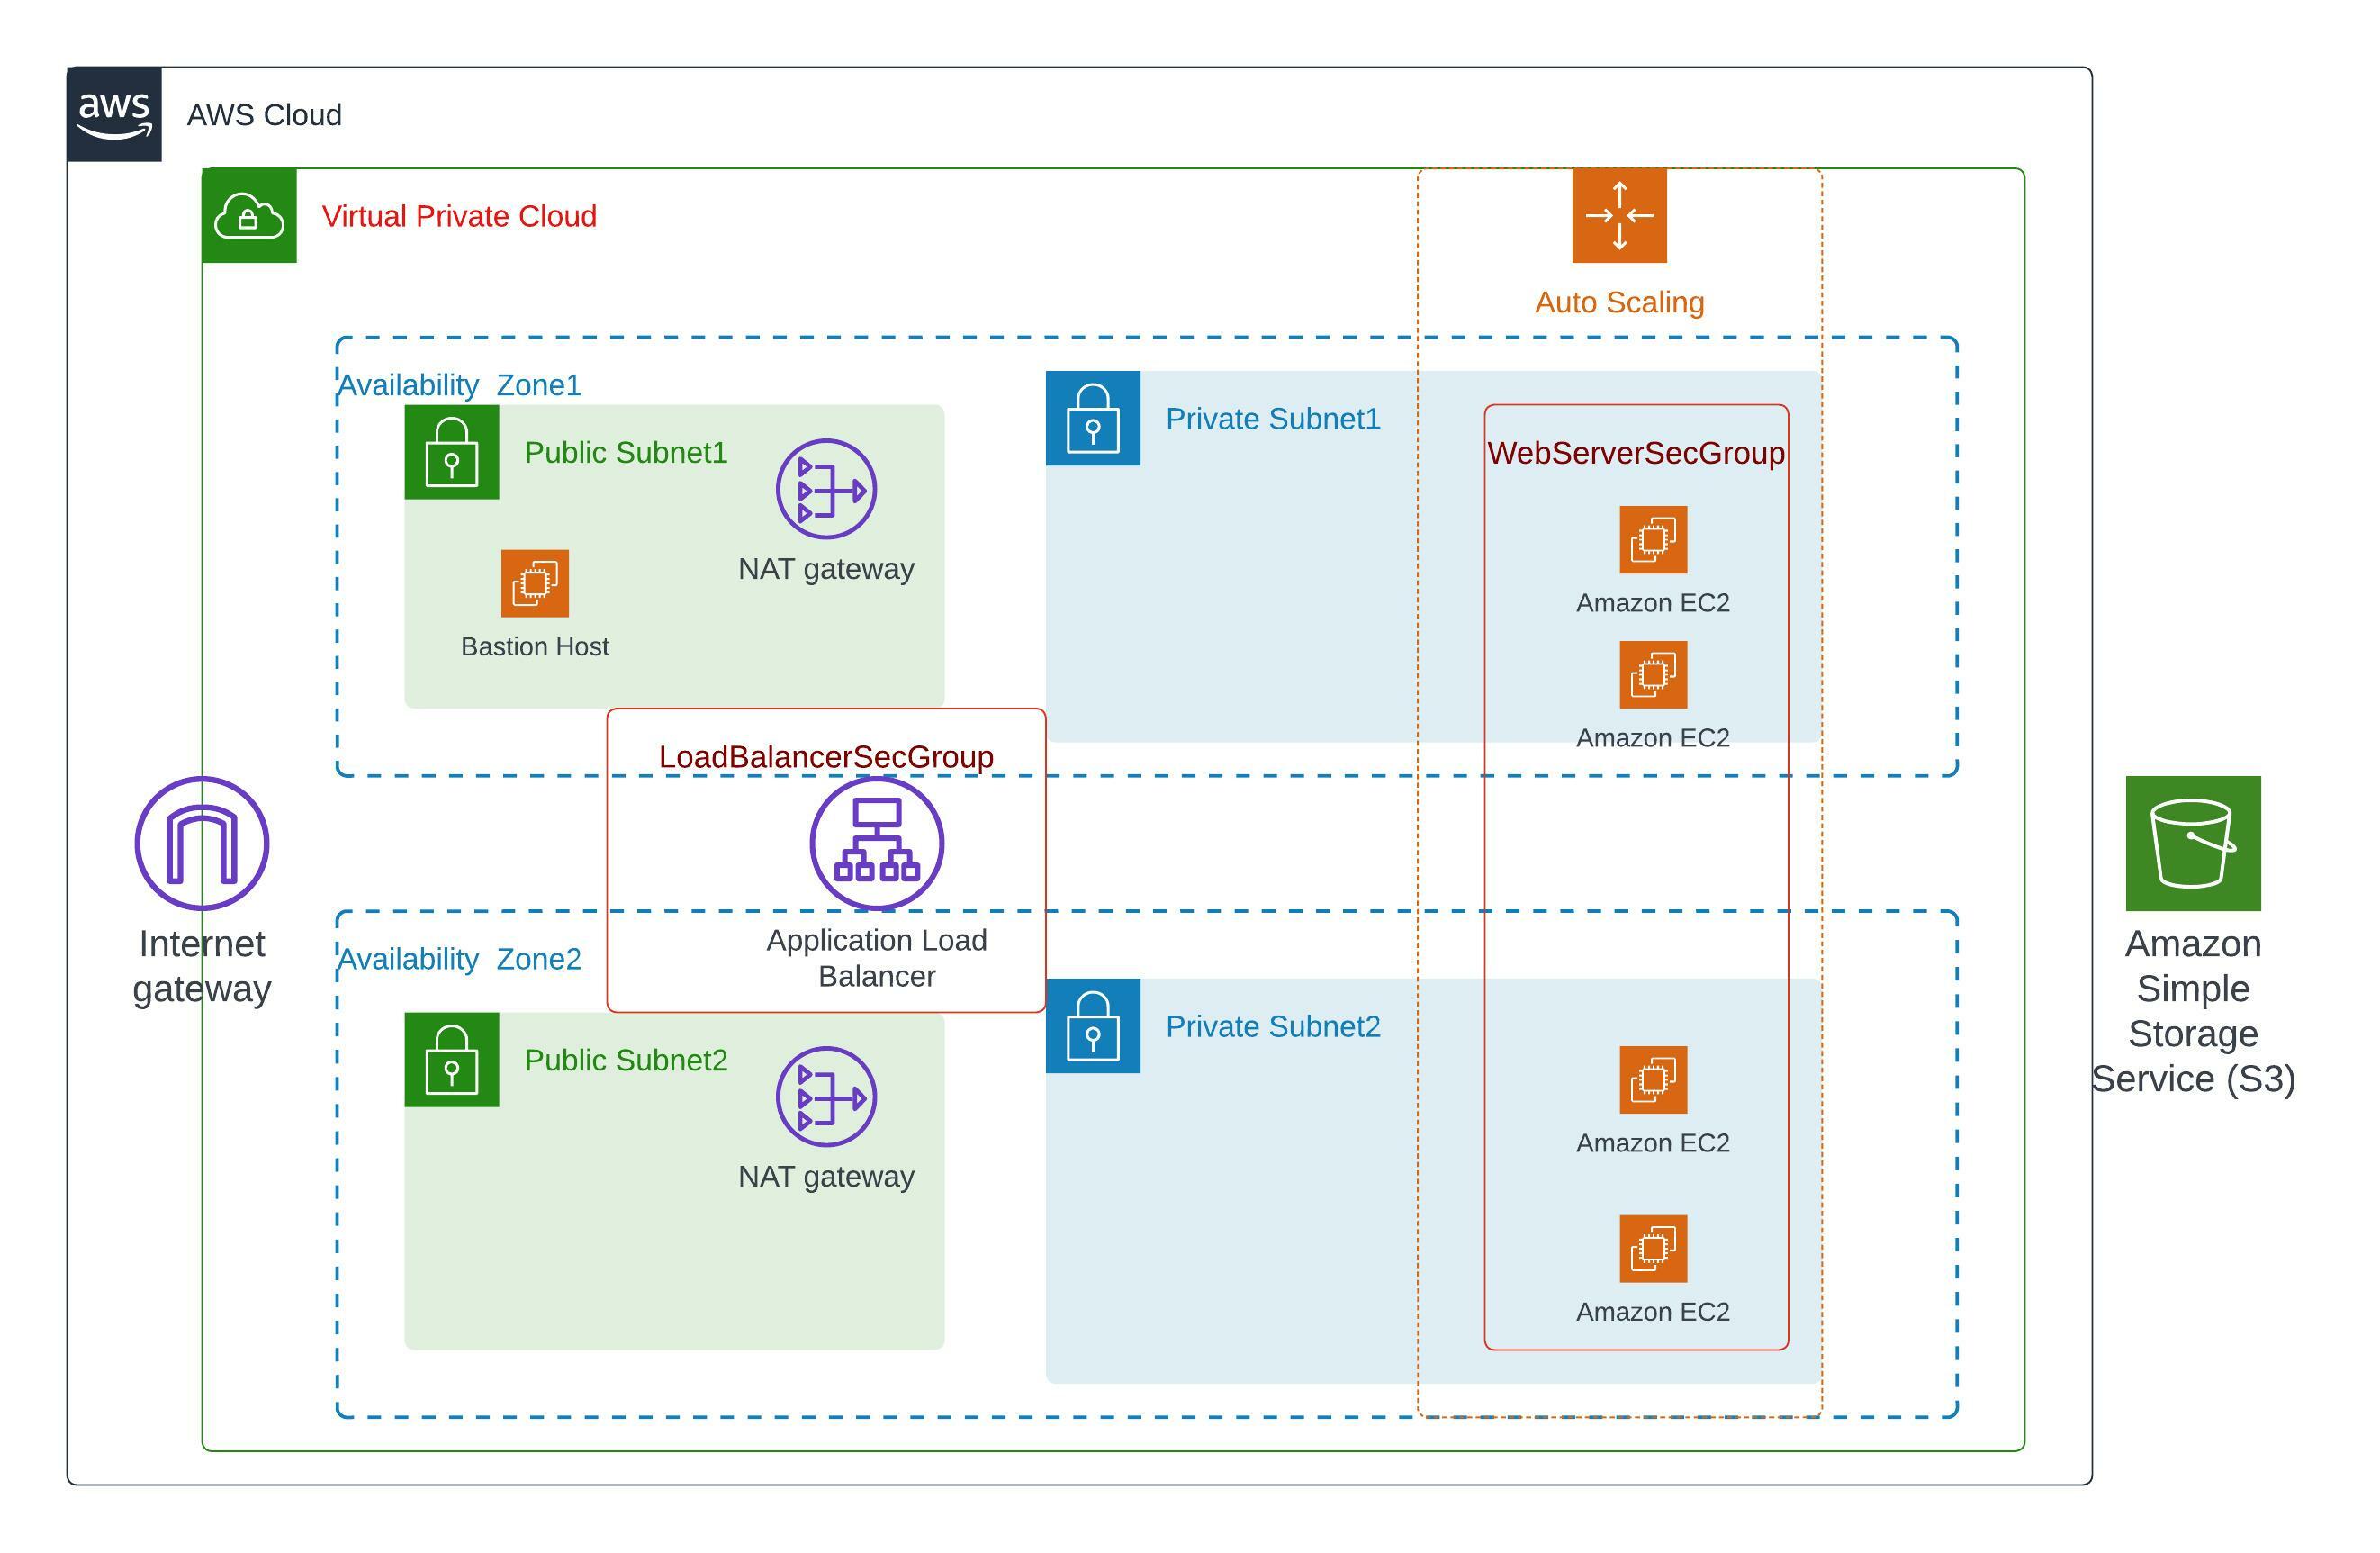 aws
AWS Cloud
Virtual Private Cloud
Auto Scaling
Availability  Zone1
Public Subnet1
NAT gateway
Bastion Host
Private Subnet1
WebServerSecGroup
Amazon EC2
Amazon EC2
LoadBalancerSecGroup
Application Load
Balancer
Internet
gateway
Amazon
Simple
Storage
Service (S3)
Availability  Zone2
Public Subnet2
NAT gateway
Private Subnet2
Amazon EC2
Amazon EC2